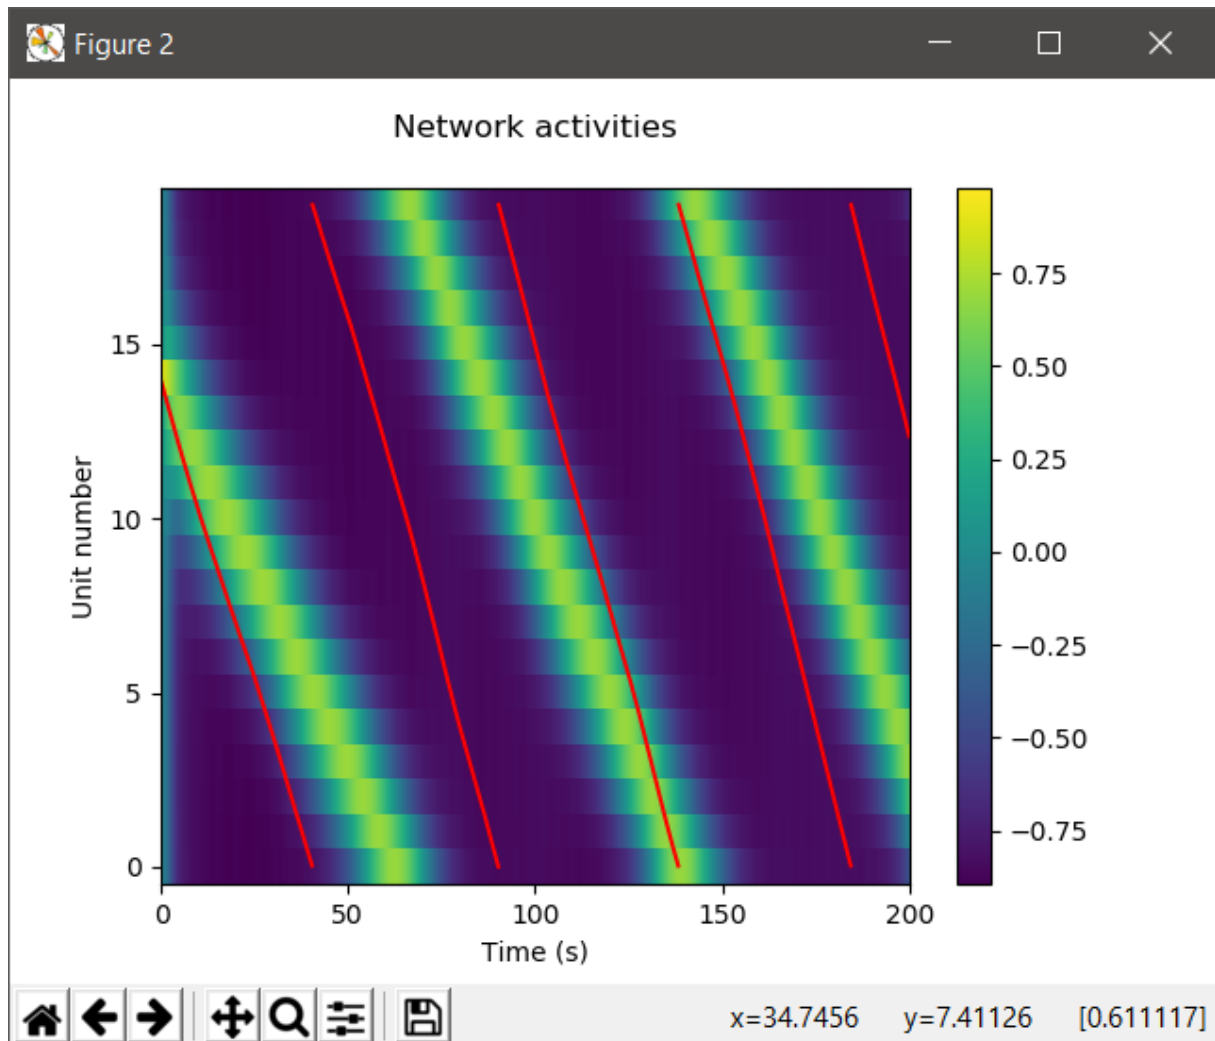 Figure 2
Network activities
15
10
5
0
Unit number
0 50 100 150 200
Time (s)
0.75
0.50
0.25
0.00
−0.25
−0.50
−0.75
x=34.7456 y=7.41126 [0.611117]